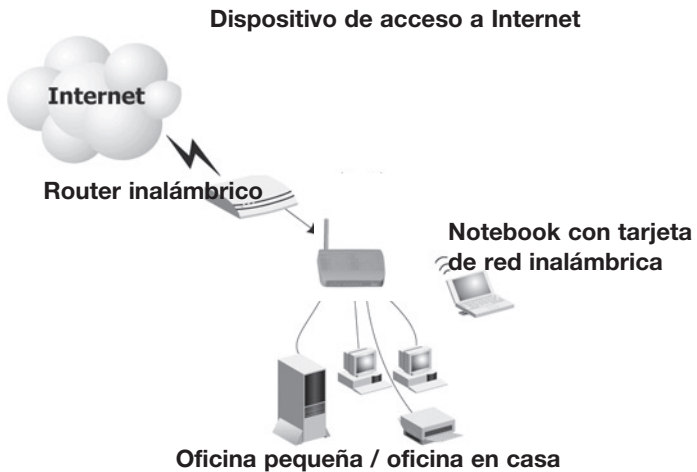 Dispositivo de acceso a Internet
Internet
Router inalámbrico
Notebook con tarjeta
de red inalámbrica
Oficina pequeña / oficina en casa